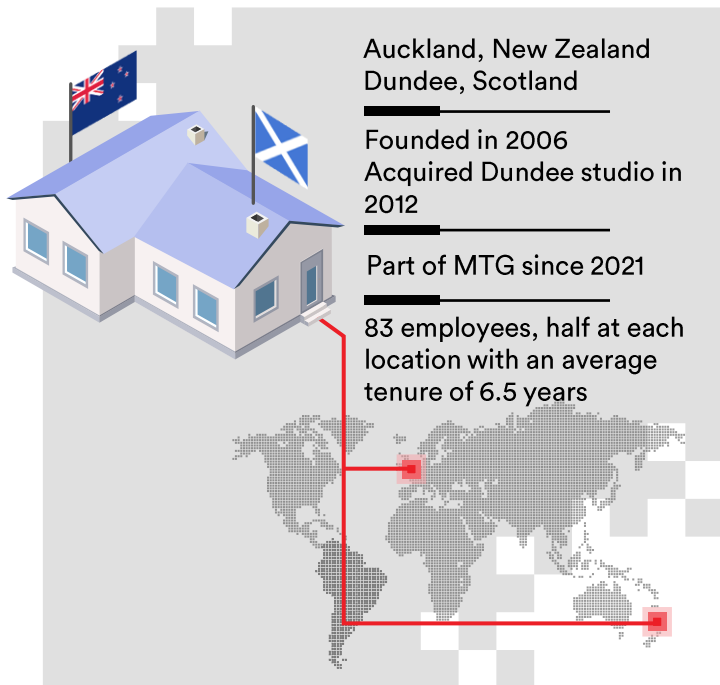 Auckland, New Zealand
Dundee, Scotland
Founded in 2006
Acquired Dundee studio in
2012
Part of MTG since 2021
83 employees, half at each
location with an average
tenure of 6.5 years